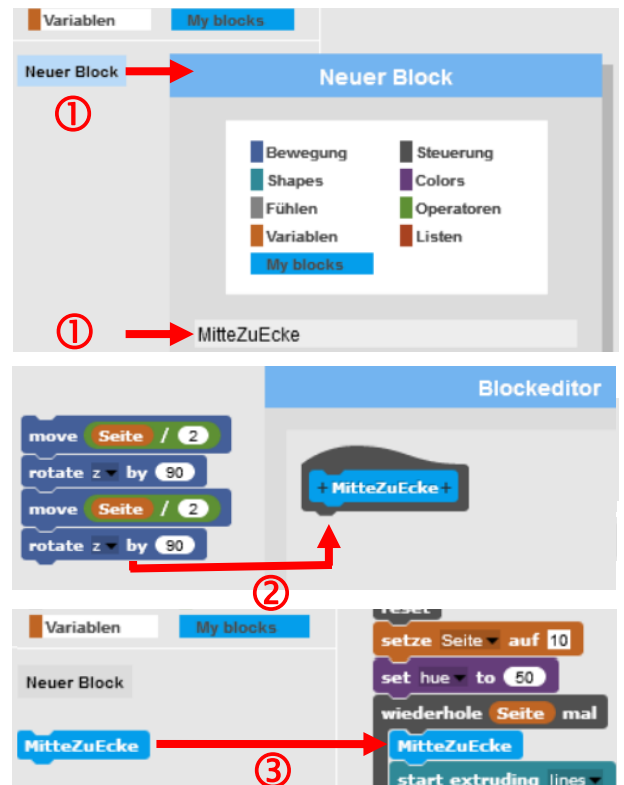 Variablen My blocks
Neuer Block Neuer Block
①
Bewegung Steuerung
Shapes Colors
Fühlen Operatoren
Variablen Listen
My blocks
① MitteZuEcke
Blockeditor
move Seite / 2
rotate z by 90
+ MitteZuEcke +
move Seite / 2
rotate z by 90
②
Variablen My blocks
reset
setze Seite auf 10
Neuer Block
set hue to 50
wiederhole Seite mal
MitteZuEcke MitteZuEcke
③
start extruding lines